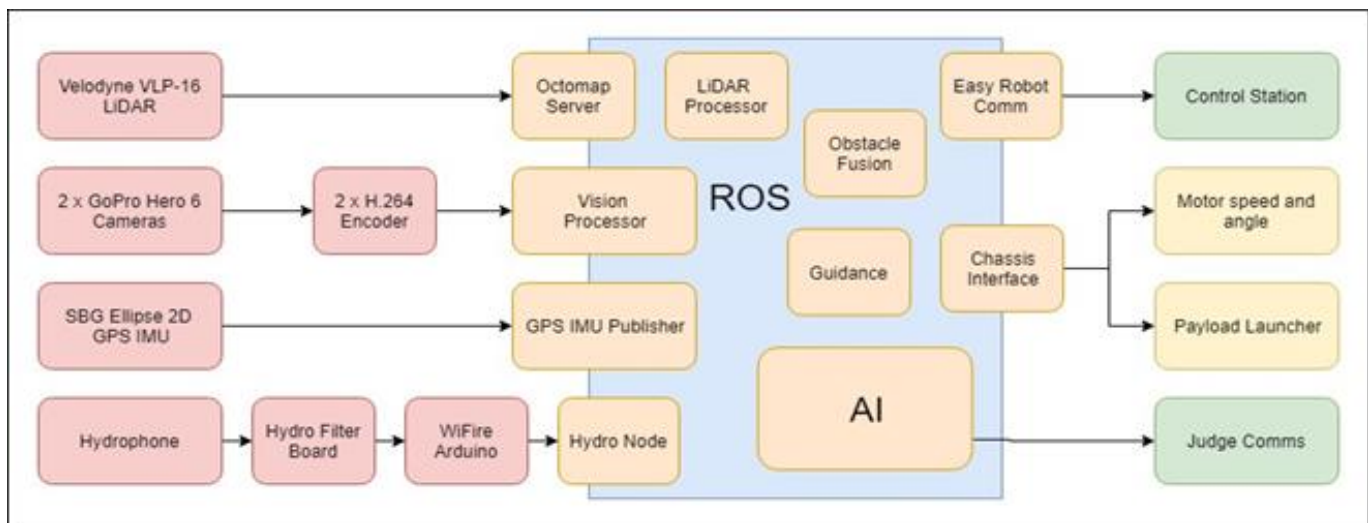 Velodyne VLP-16
LiDAR
Octomap
Server
LiDAR
Processor
Easy Robot
Comm
Control Station
Obstacle
Fusion
2 x GoPro Hero 6
Cameras
2 x H.264
Encoder
Vision
Processor
ROS
Motor speed and
angle
Guidance
Chassis
Interface
SBG Ellipse 2D
GPS IMU
GPS IMU Publisher
Payload Launcher
AI
Hydrophone
Hydro Filter
Board
WiFire
Arduino
Hydro Node
Judge Comms